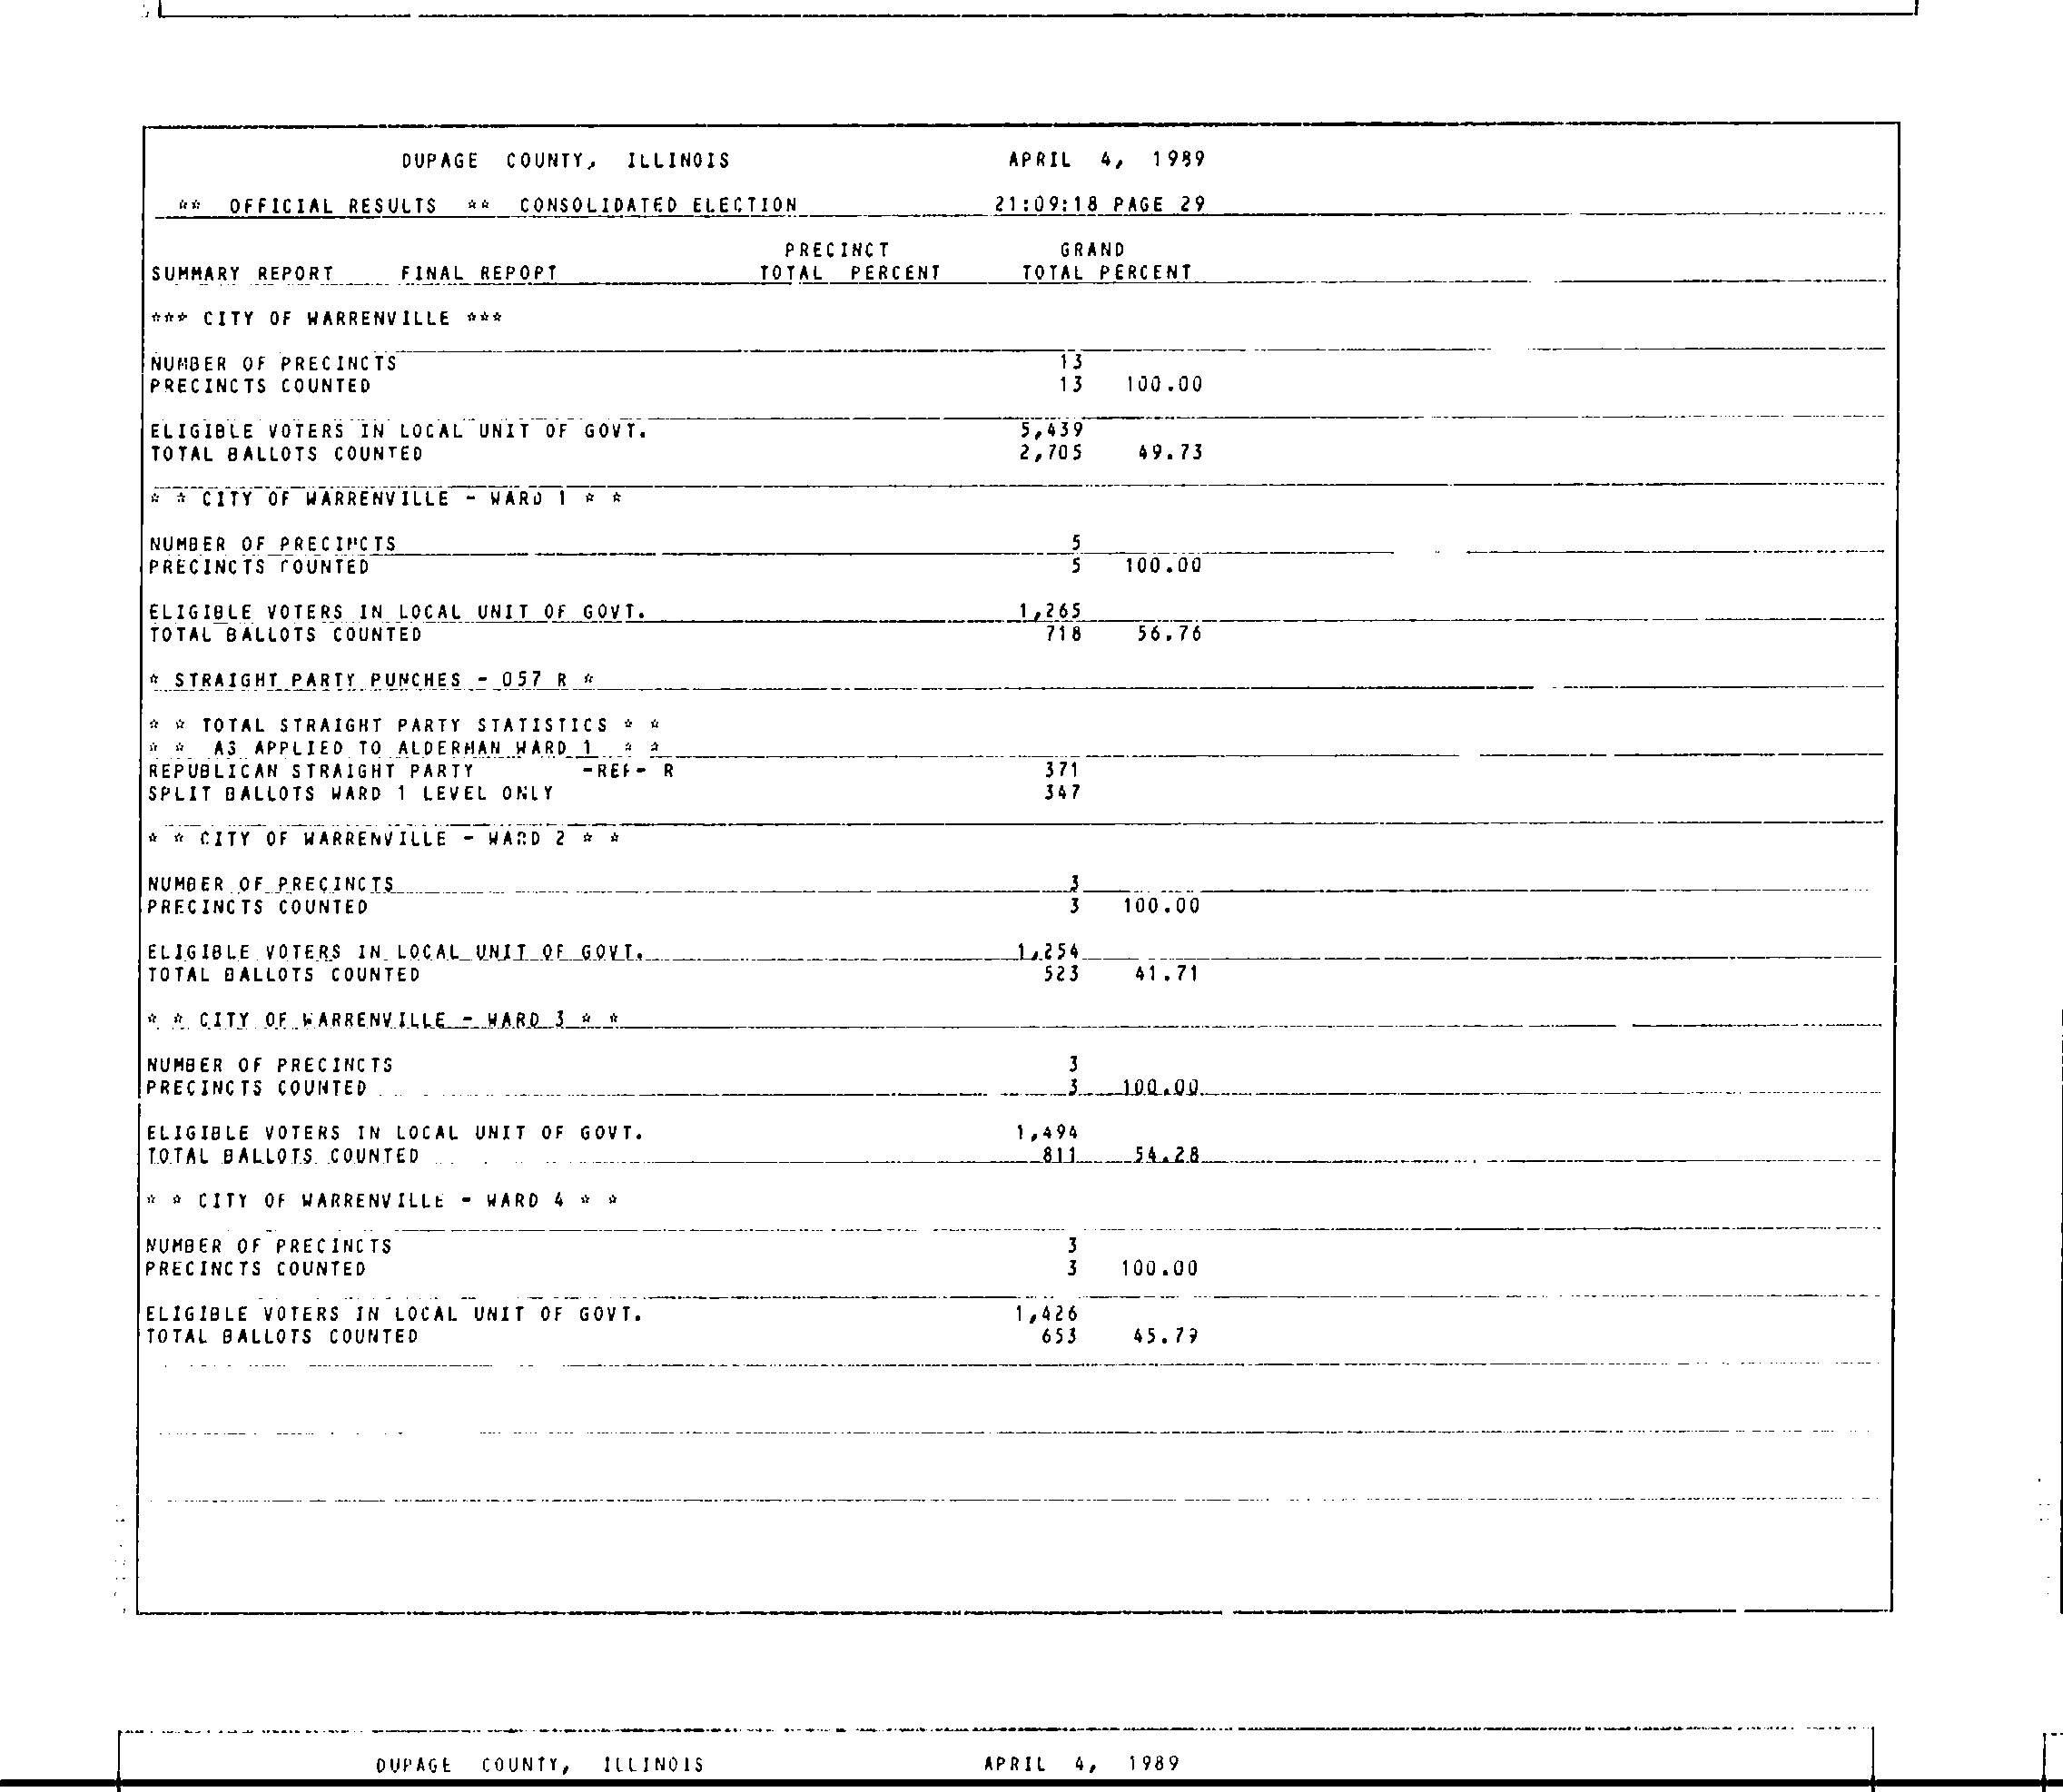 DUPAGE COUNTY, ILLINOIS APRIL 4, 1989
** OFFICIAL RESULTS ** CONSOLIDATED ELECTION 21:09:18 PAGE 29
PRECINCT GRAND
SUMMARY REPORT FINAL REPOPT TOTAL PERCENT TOTAL PERCENT
*** CITY OF WARRENVILLE ***
NUMBER OF PRECINCTS 13
PRECINCTS COUNTED 13 100.00
ELIGIBLE VOTERS IN LOCAL UNIT OF GOVT. 5,439
TOTAL BALLOTS COUNTED 2,705 49.73
* * CITY OF WARRENVILLE - WARD 1 * *
NUMBER OF PRECINCTS 5
PRECINCTS COUNTED 5 100.00
ELIGIBLE VOTERS IN LOCAL UNIT OF GOVT. 1,265
TOTAL BALLOTS COUNTED 718 56.76
* STRAIGHT PARTY PUNCHES - 057 R *
* * TOTAL STRAIGHT PARTY STATISTICS * *
* * AS APPLIED TO ALDERMAN WARD 1 * *
REPUBLICAN STRAIGHT PARTY -REF- R 371
SPLIT BALLOTS WARD 1 LEVEL ONLY 347
* * CITY OF WARRENVILLE - WARD 2 * *
NUMBER OF PRECINCTS 3
PRECINCTS COUNTED 3 100.00
ELIGIBLE VOTERS IN LOCAL UNIT OF GOVT. 1,254
TOTAL BALLOTS COUNTED 523 41.71
* * CITY OF WARRENVILLE - WARD 3 * *
NUMBER OF PRECINCTS 3
PRECINCTS COUNTED 3 100.00
ELIGIBLE VOTERS IN LOCAL UNIT OF GOVT. 1,494
TOTAL BALLOTS COUNTED 811 54.28
* * CITY OF WARRENVILLE - WARD 4 * *
NUMBER OF PRECINCTS 3
PRECINCTS COUNTED 3 100.00
ELIGIBLE VOTERS IN LOCAL UNIT OF GOVT. 1,426
TOTAL BALLOTS COUNTED 653 45.79
DUPAGE COUNTY, ILLINOIS APRIL 4, 1989